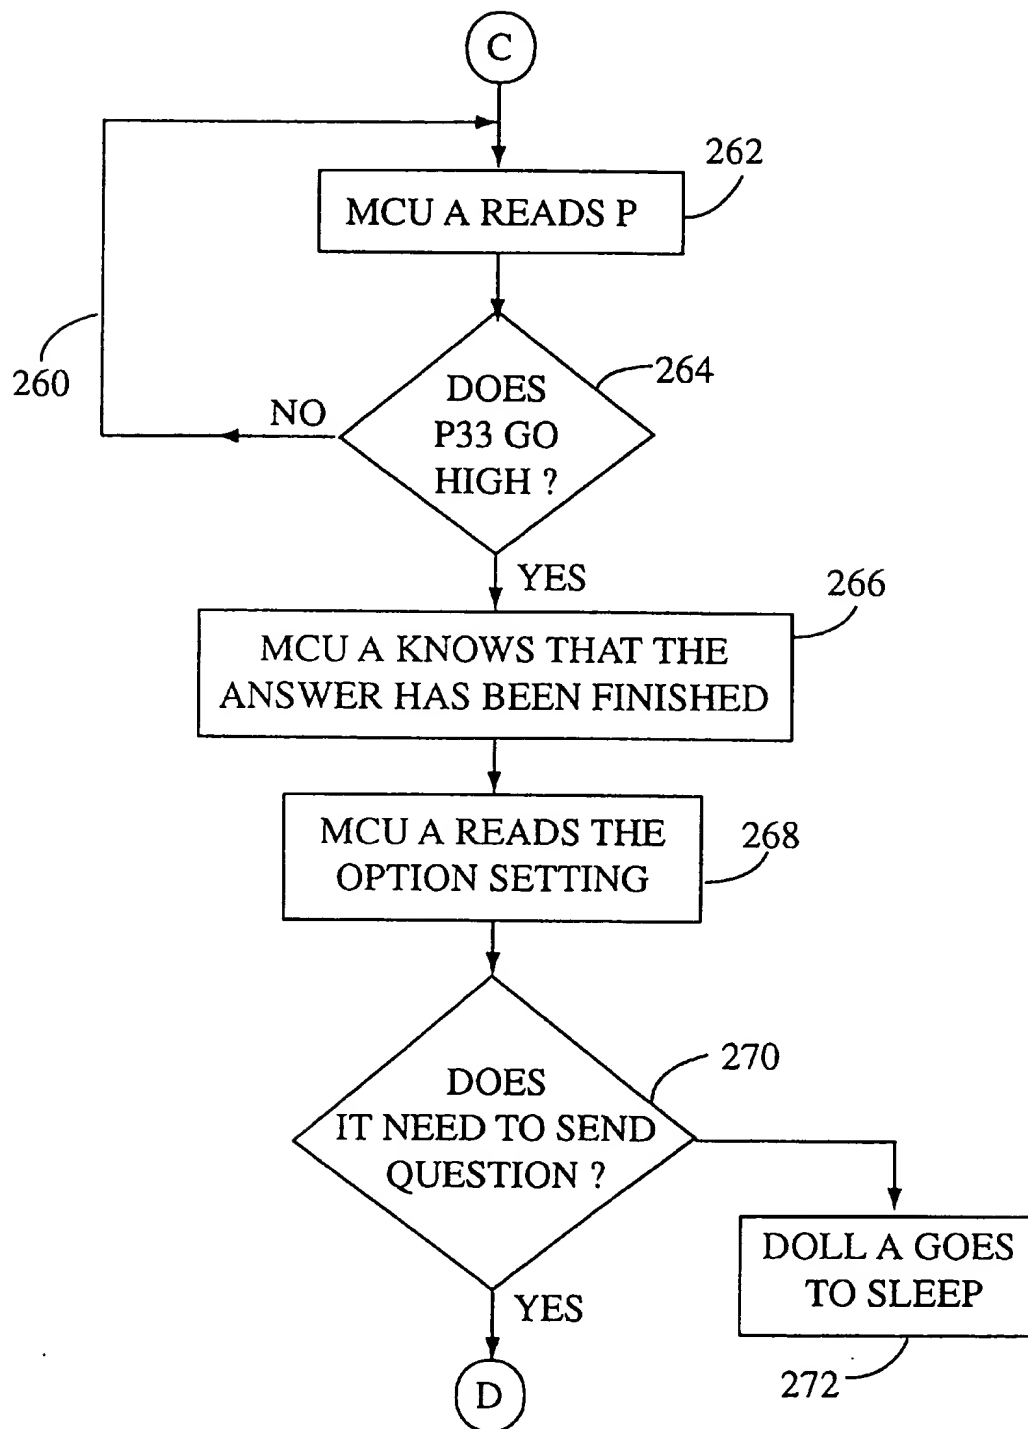 C
262
MCU A READS P
260
264
DOES
P33 GO
HIGH ?
NO
YES
266
MCU A KNOWS THAT THE
ANSWER HAS BEEN FINISHED
268
MCU A READS THE
OPTION SETTING
270
DOES
IT NEED TO SEND
QUESTION ?
YES
DOLL A GOES
TO SLEEP
272
D